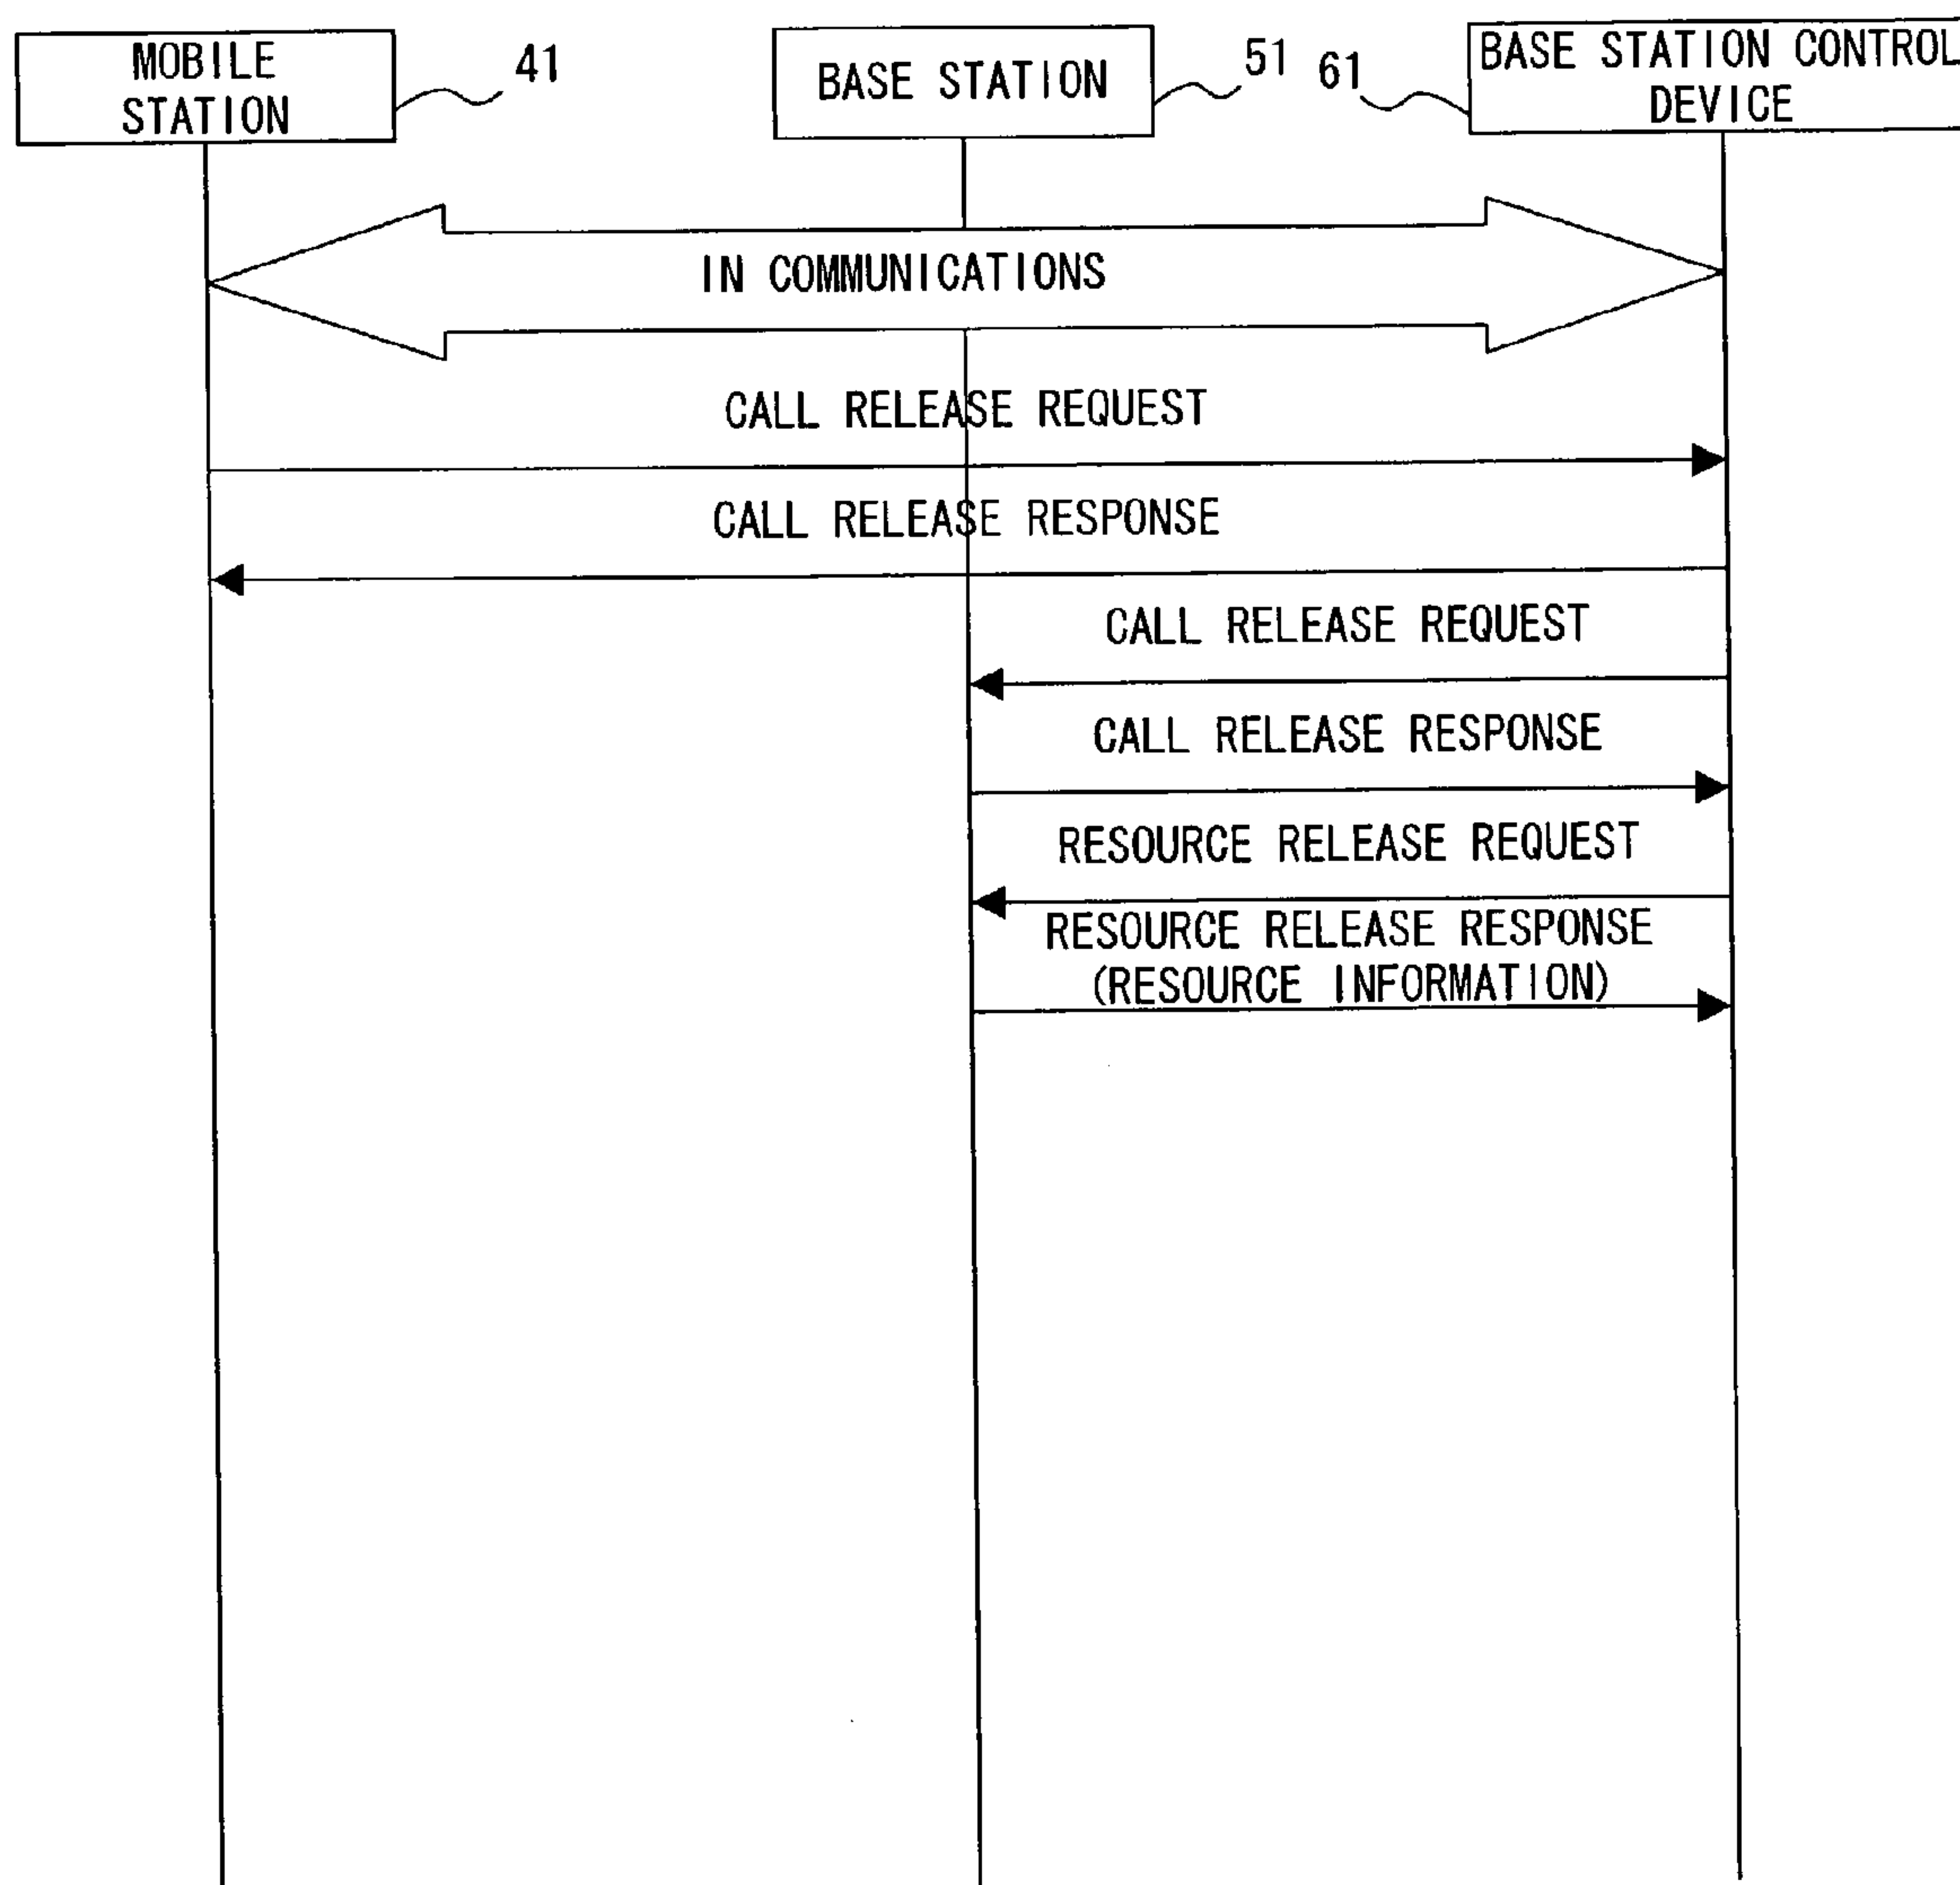 MOBILE
STATION
41
BASE STATION
51
61
BASE STATION CONTROL
DEVICE
IN COMMUNICATIONS
CALL RELEASE REQUEST
CALL RELEASE RESPONSE
CALL RELEASE REQUEST
CALL RELEASE RESPONSE
RESOURCE RELEASE REQUEST
RESOURCE RELEASE RESPONSE
(RESOURCE INFORMATION)